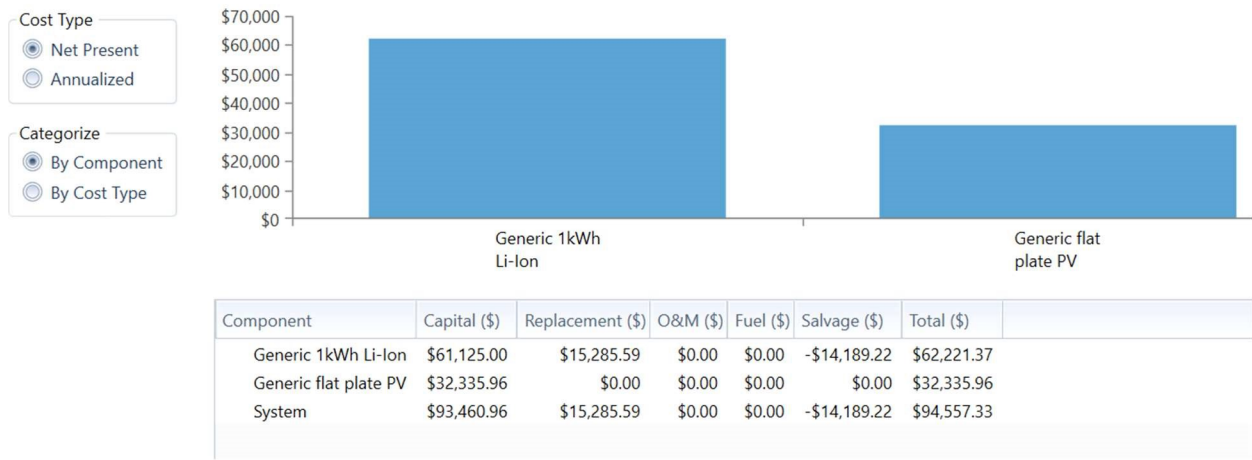 Cost Type
Net Present
Annualized
Categorize
By Component
By Cost Type
$70,000
$60,000
$50,000
$40,000
$30,000
$20,000
$10,000
$0
Generic 1kWh
Li-Ion
Generic flat
plate PV
Component Capital ($) Replacement ($) O&M ($) Fuel ($) Salvage ($) Total ($)
Generic 1kWh Li-Ion $61,125.00 $15,285.59 $0.00 $0.00 -$14,189.22 $62,221.37
Generic flat plate PV $32,335.96 $0.00 $0.00 $0.00 $0.00 $32,335.96
System $93,460.96 $15,285.59 $0.00 $0.00 -$14,189.22 $94,557.33